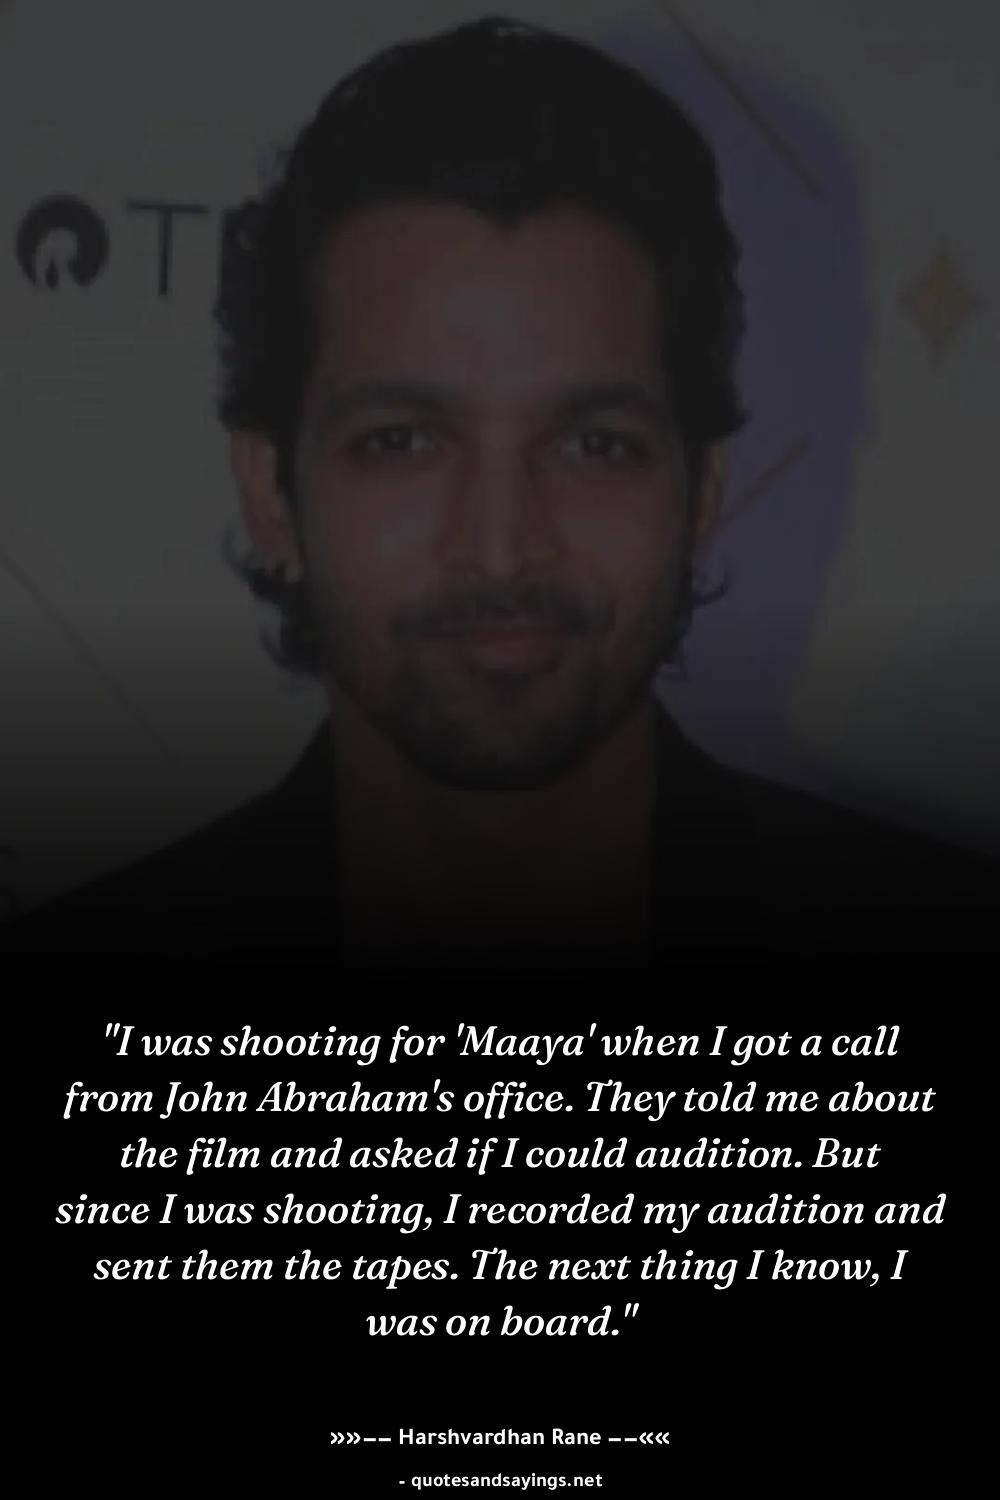 T
"I was shooting for 'Maaya' when I got a call
from John Abraham's office. They told me about
the film and asked if I could audition. But
since I was shooting, I recorded my audition and
sent them the tapes. The next thing I know, I
was on board."
»»−− Harshvardhan Rane −−««
- quotesandsayings.net